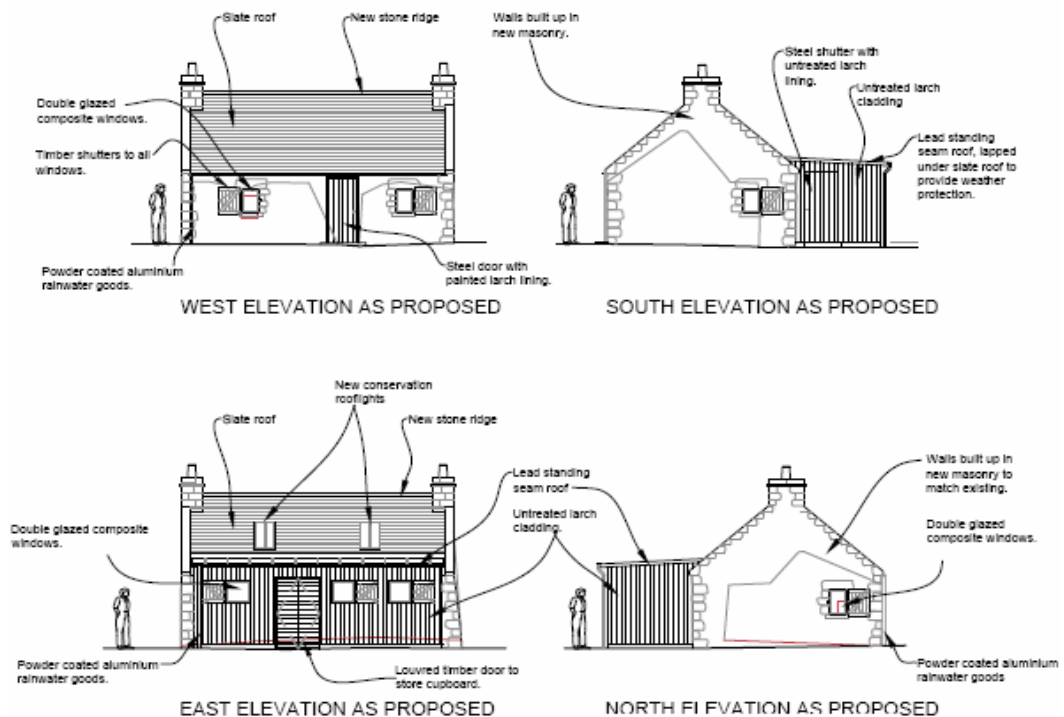 Slate roof
New stone ridge
Double glazed
composite windows.
Timber shutters to all
windows.
Powder coated aluminium
rainwater goods.
Steel door with
painted larch lining.
WEST ELEVATION AS PROPOSED
Walls built up in
new masonry.
Steel shutter with
untreated larch
lining.
Untreated larch
cladding
Lead standing
seam roof, lapped
under slate roof to
provide weather
protection.
SOUTH ELEVATION AS PROPOSED
New conservation
rooflights
Slate roof
New stone ridge
Double glazed composite
windows.
Lead standing
seam roof
Untreated larch
cladding.
Powder coated aluminium
rainwater goods.
Louvred timber door to
store cupboard.
EAST ELEVATION AS PROPOSED
Walls built up in
new masonry to
match existing.
Double glazed
composite windows.
Powder coated aluminium
rainwater goods
NORTH ELEVATION AS PROPOSED